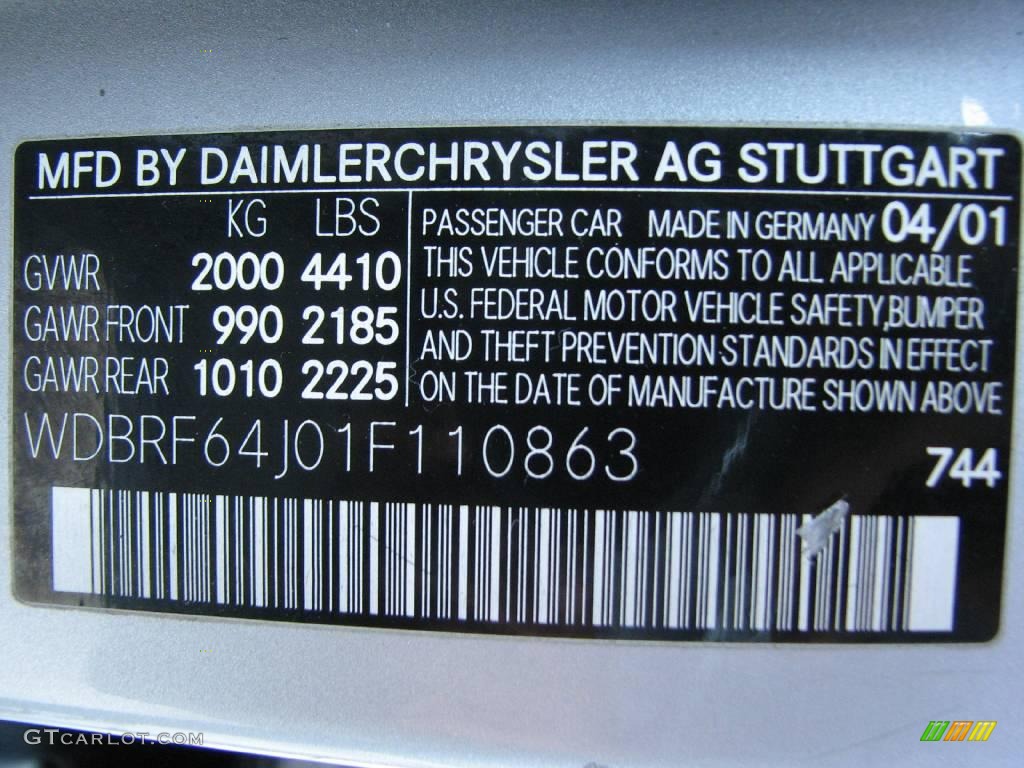 MFD BY DAIMLERCHRYSLER AG STUTTGART
KG LBS
GVWR 2000 4410
GAWR FRONT 990 2185
GAWR REAR 1010 2225
PASSENGER CAR MADE IN GERMANY 04/01
THIS VEHICLE CONFORMS TO ALL APPLICABLE
U.S. FEDERAL MOTOR VEHICLE SAFETY, BUMPER
AND THEFT PREVENTION STANDARDS IN EFFECT
ON THE DATE OF MANUFACTURE SHOWN ABOVE
WDBRF64J01F110863
744
GTCARLOT.COM